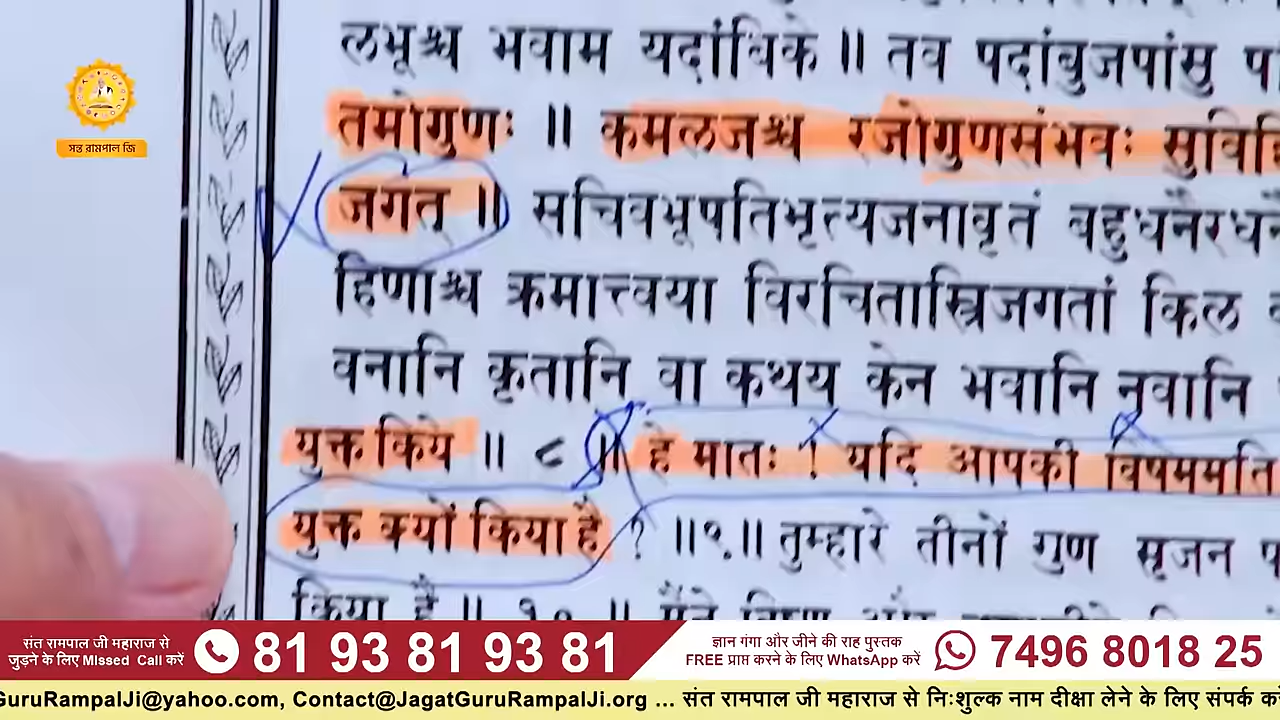 लभूश्च भवाम यदांबिके ॥ तव पदांबुजपांसु
तमोगुणः ॥ कमलजश्च रजोगुणसंभवः
जगत् ॥ सचिवभूपतिभृत्यजनावृतं
हिणाश्च क्रमात्त्वया विरचितास्त्रिजगतां किल
वनानि कृतानि वा कथय केन भवानि नवानि
युक्त किये ॥ ८ ॥ हे मातः ! यदि आपकी विषममति
युक्त क्यों किया है ? ॥९॥ तुम्हारे तीनों गुण सृजन
किया है ॥ १० ॥ मैंने विष्णु और
सन्त रामपाल जि
संत रामपाल जी महाराज से
जुड़ने के लिए Missed Call करें
81 93 81 93 81
ज्ञान गंगा और जीने की राह पुस्तक
FREE प्राप्त करने के लिए WhatsApp करें
7496 8018 25
GuruRampalJi@yahoo.com, Contact@JagatGuruRampalJi.org ... संत रामपाल जी महाराज से निःशुल्क नाम दीक्षा लेने के लिए संपर्क